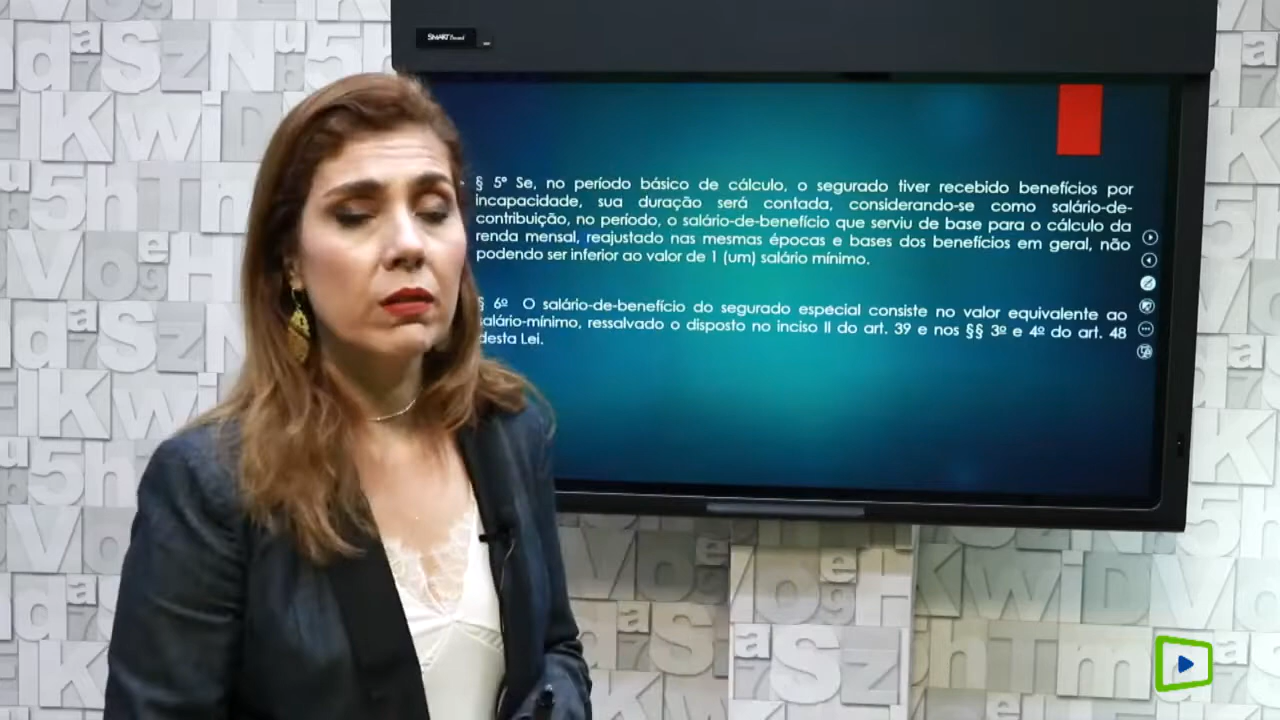 SMART Board
§ 5º Se, no período básico de cálculo, o segurado tiver recebido benefícios por
incapacidade, sua duração será contada, considerando-se como salário-de-
contribuição, no período, o salário-de-benefício que serviu de base para o cálculo da
renda mensal, reajustado nas mesmas épocas e bases dos benefícios em geral, não
podendo ser inferior ao valor de 1 (um) salário mínimo.
§ 6º O salário-de-benefício do segurado especial consiste no valor equivalente ao
salário-mínimo, ressalvado o disposto no inciso II do art. 39 e nos §§ 3º e 4º do art. 48
desta Lei.